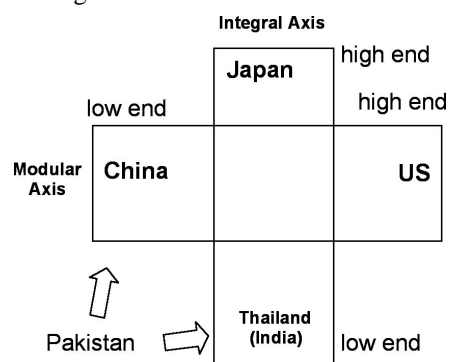 Integral Axis
Japan
high end
low end
high end
Modular
Axis
China
US
Pakistan
Thailand
(India)
low end